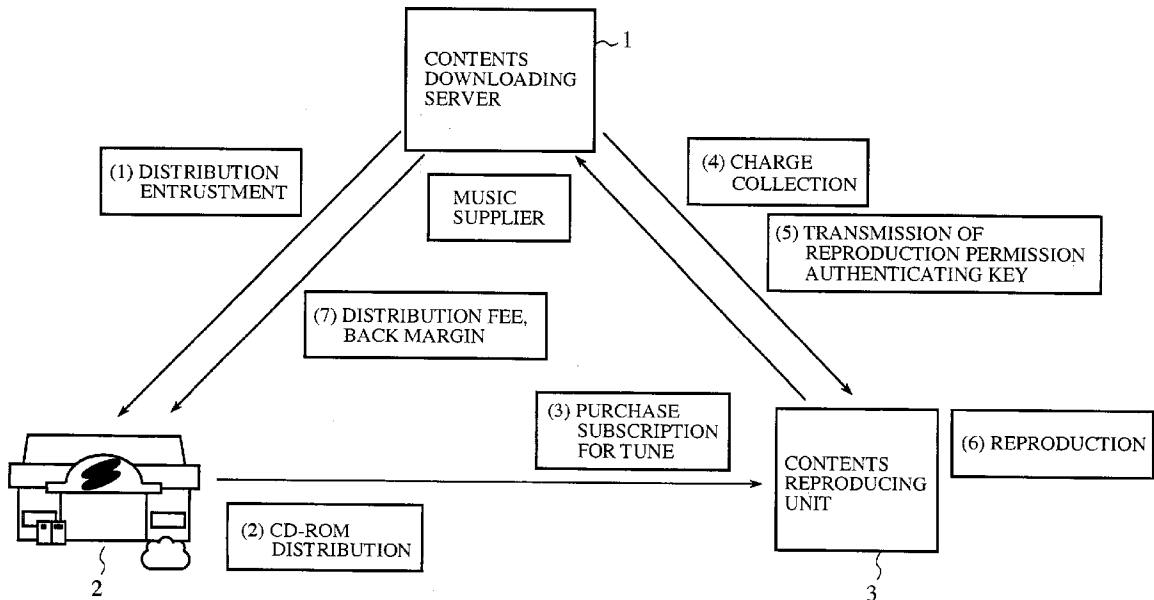 CONTENTS
DOWNLOADING
SERVER
1
(1) DISTRIBUTION
ENTRUSTMENT
MUSIC
SUPPLIER
(4) CHARGE
COLLECTION
(5) TRANSMISSION OF
REPRODUCTION PERMISSION
AUTHENTICATING KEY
(7) DISTRIBUTION FEE,
BACK MARGIN
(3) PURCHASE
SUBSCRIPTION
FOR TUNE
CONTENTS
REPRODUCING
UNIT
(6) REPRODUCTION
(2) CD-ROM
DISTRIBUTION
2
3